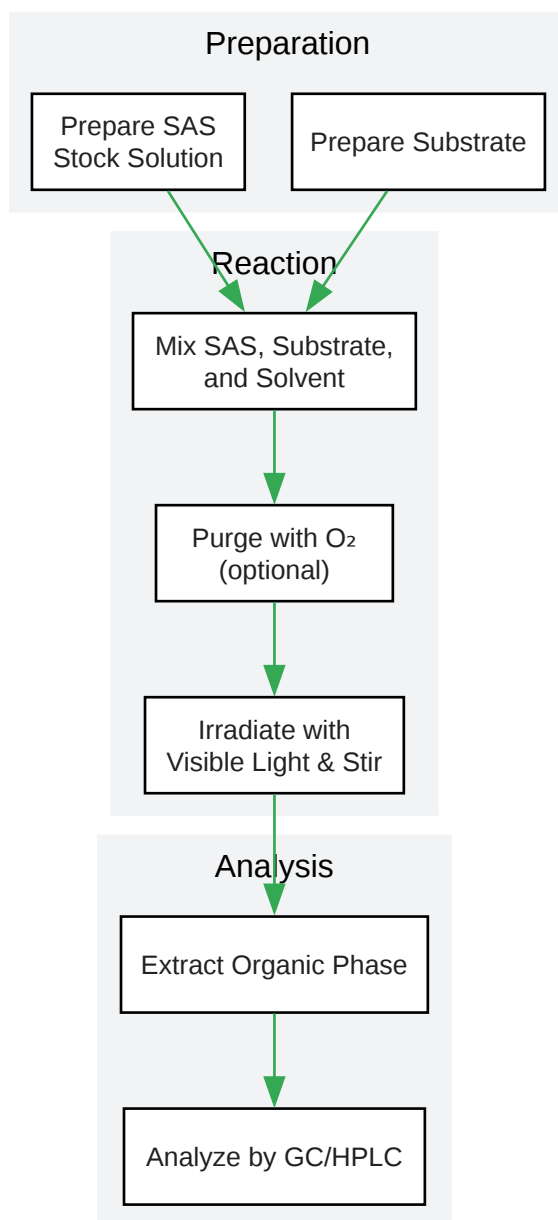 Preparation
Prepare SAS
Stock Solution
Prepare Substrate
Reaction
Mix SAS, Substrate,
and Solvent
Purge with O₂
(optional)
Irradiate with
Visible Light & Stir
Analysis
Extract Organic Phase
Analyze by GC/HPLC